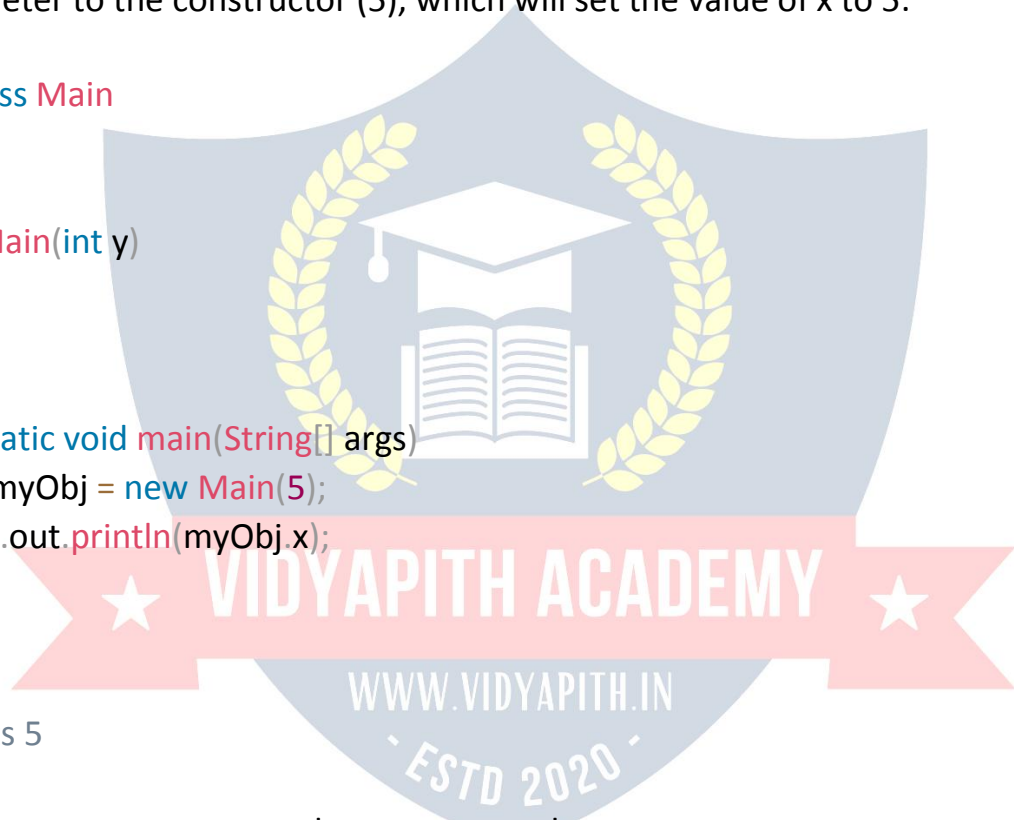 eter to the constructor (5), which will set the value of x to 5:
ss Main
ain(int y)
atic void main(String[] args)
myObj = new Main(5);
.out.println(myObj.x);
VIDYAPITH ACADEMY
WWW.VIDYAPITH.IN
s 5
- ESTD 2020 -